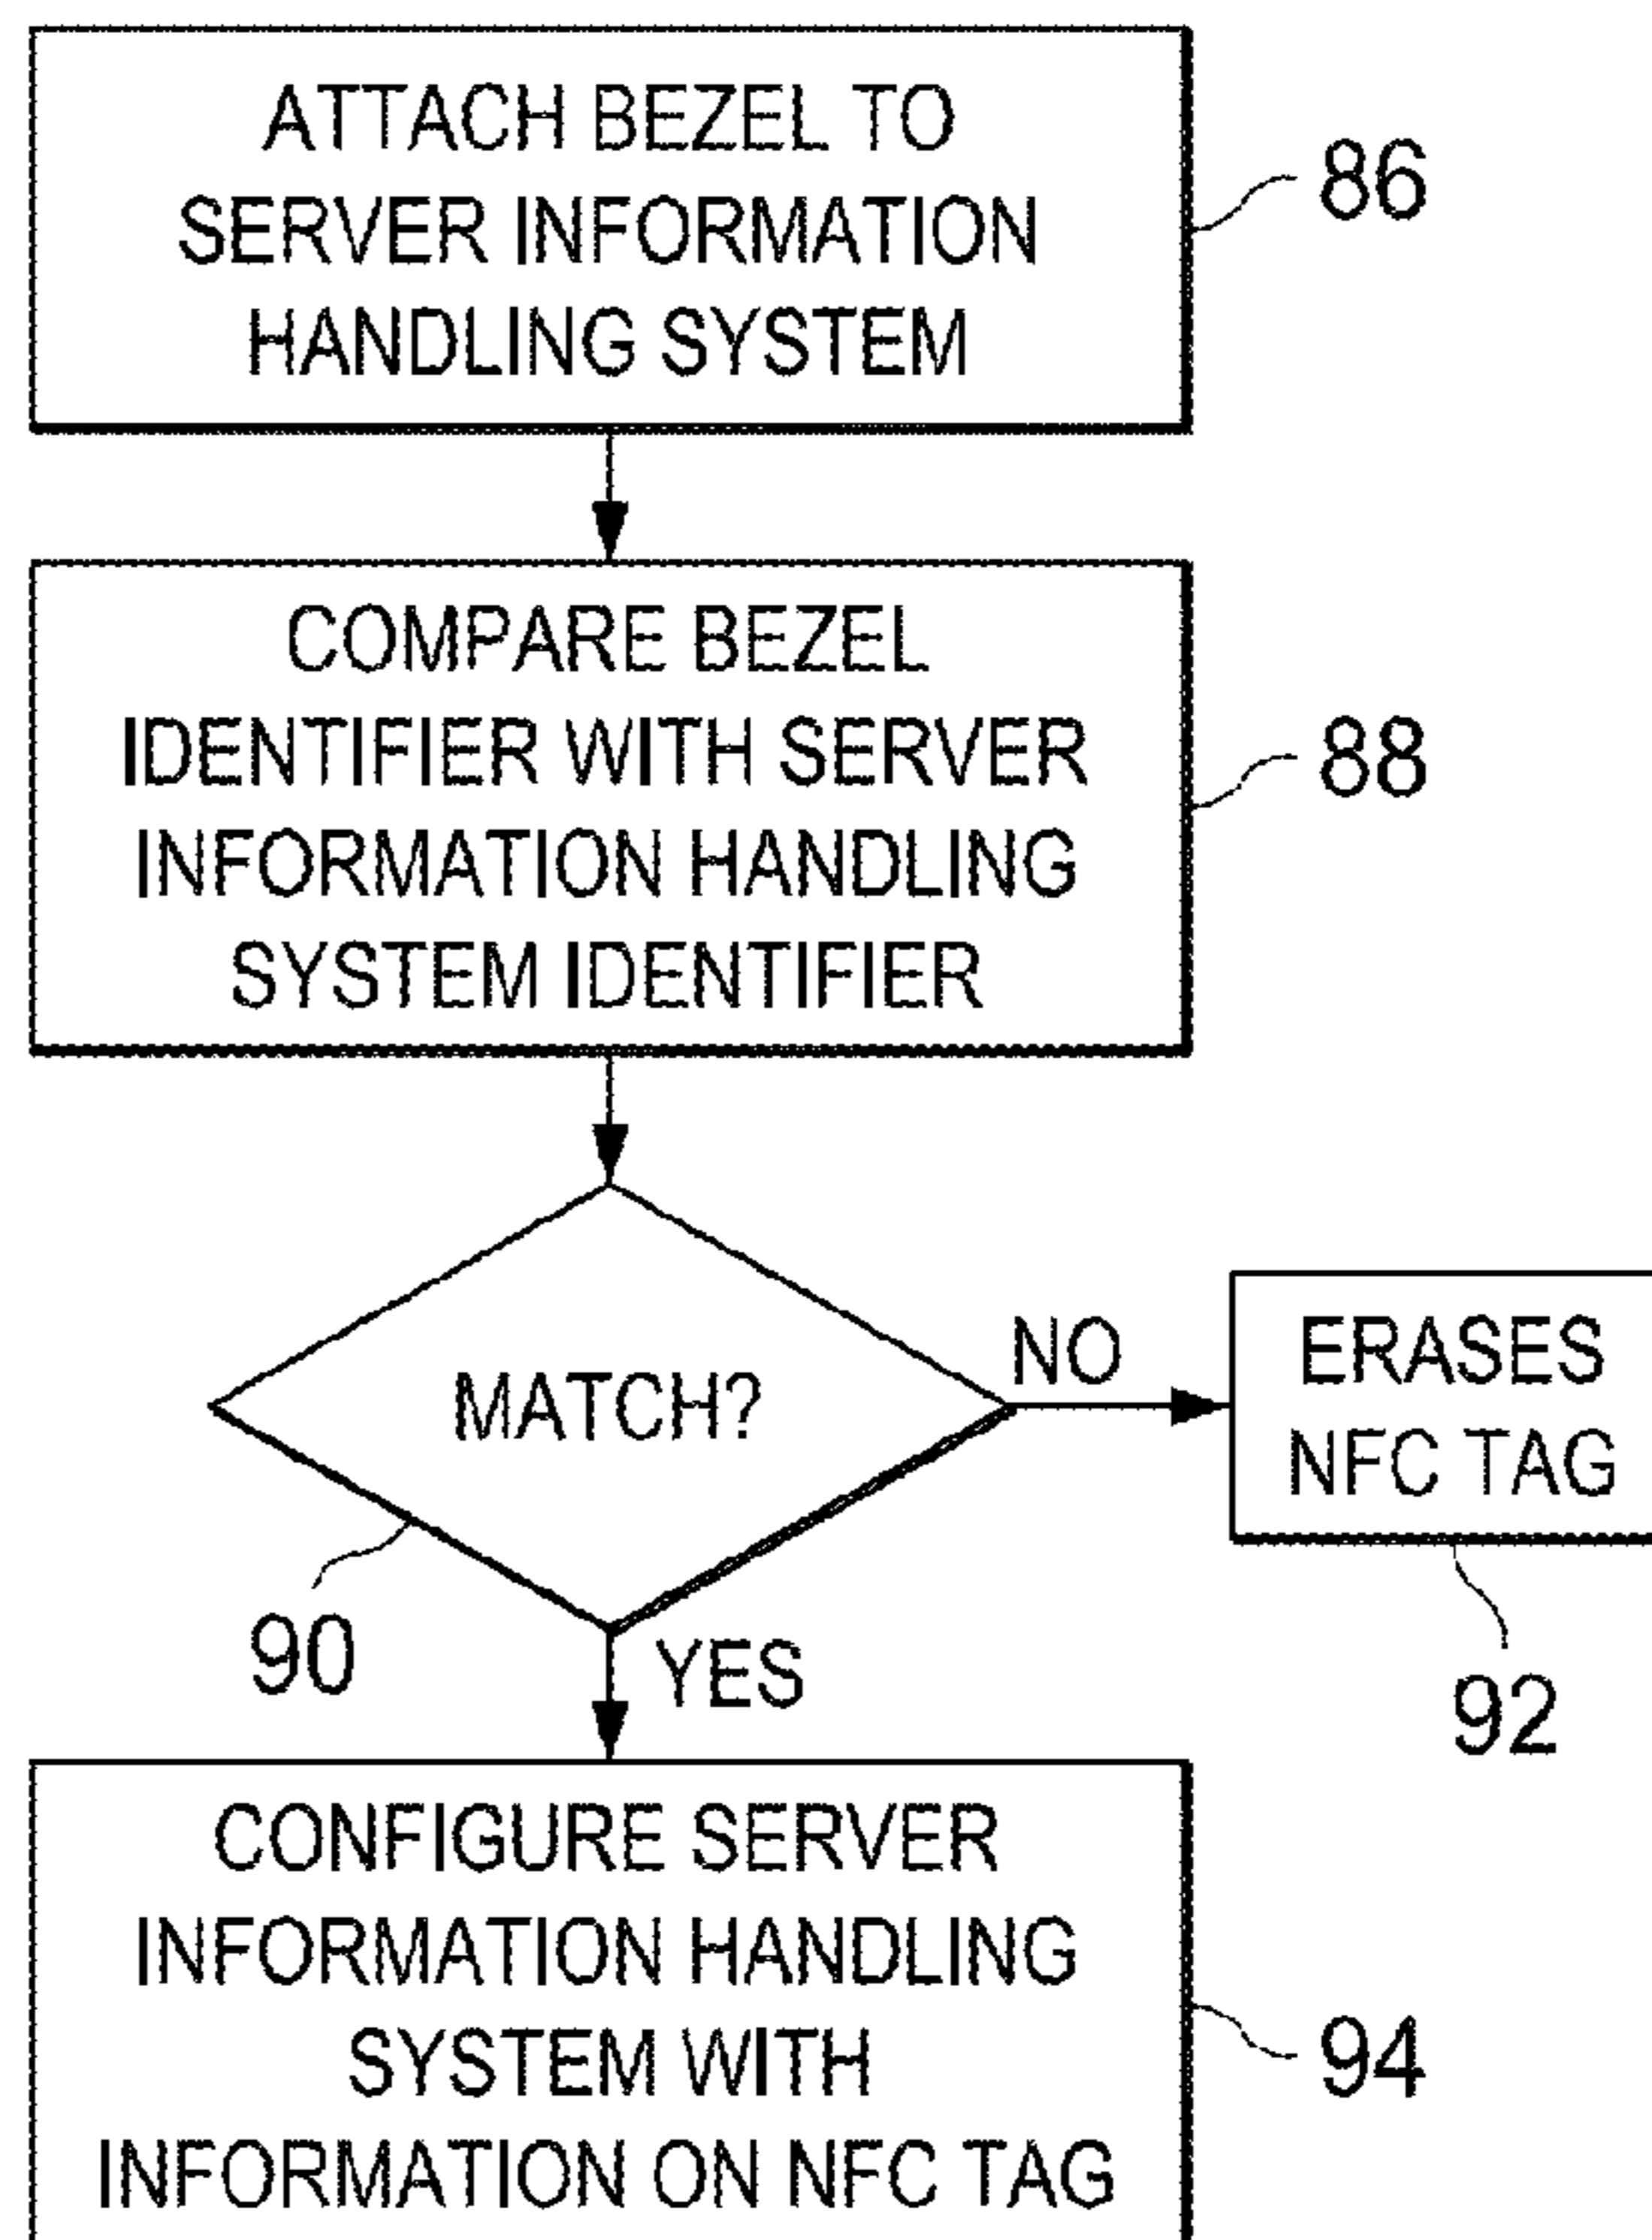 ATTACH BEZEL TO
SERVER INFORMATION
HANDLING SYSTEM
86
COMPARE BEZEL
IDENTIFIER WITH SERVER
INFORMATION HANDLING
SYSTEM IDENTIFIER
88
MATCH?
NO
ERASES
NFC TAG
90
YES
92
CONFIGURE SERVER
INFORMATION HANDLING
SYSTEM WITH
INFORMATION ON NFC TAG
94